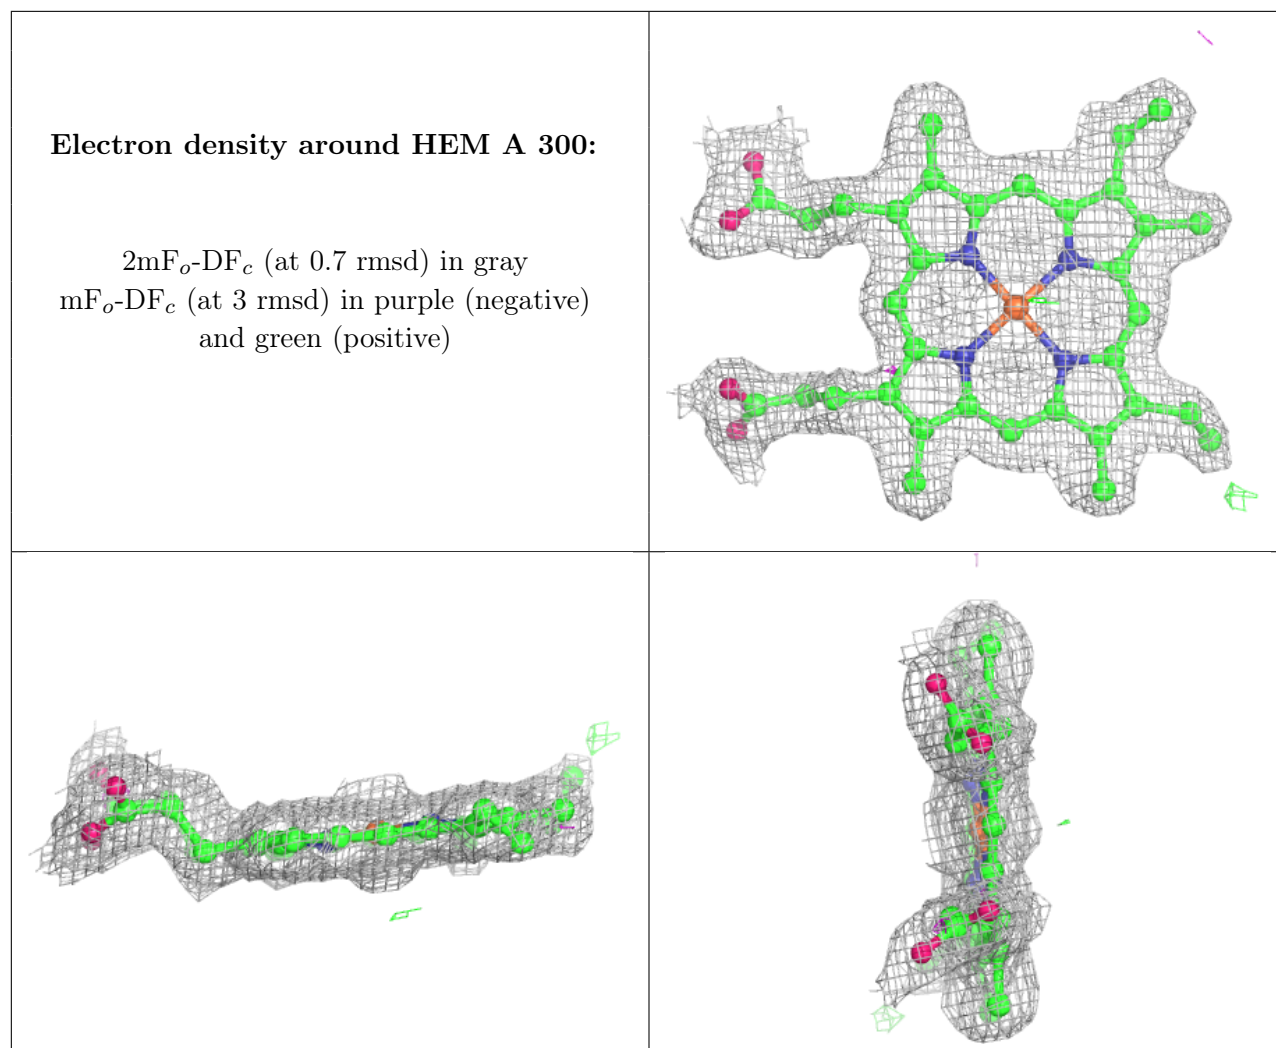 Electron density around HEM A 300:
2mFo-DFc (at 0.7 rmsd) in gray
mFo-DFc (at 3 rmsd) in purple (negative)
and green (positive)